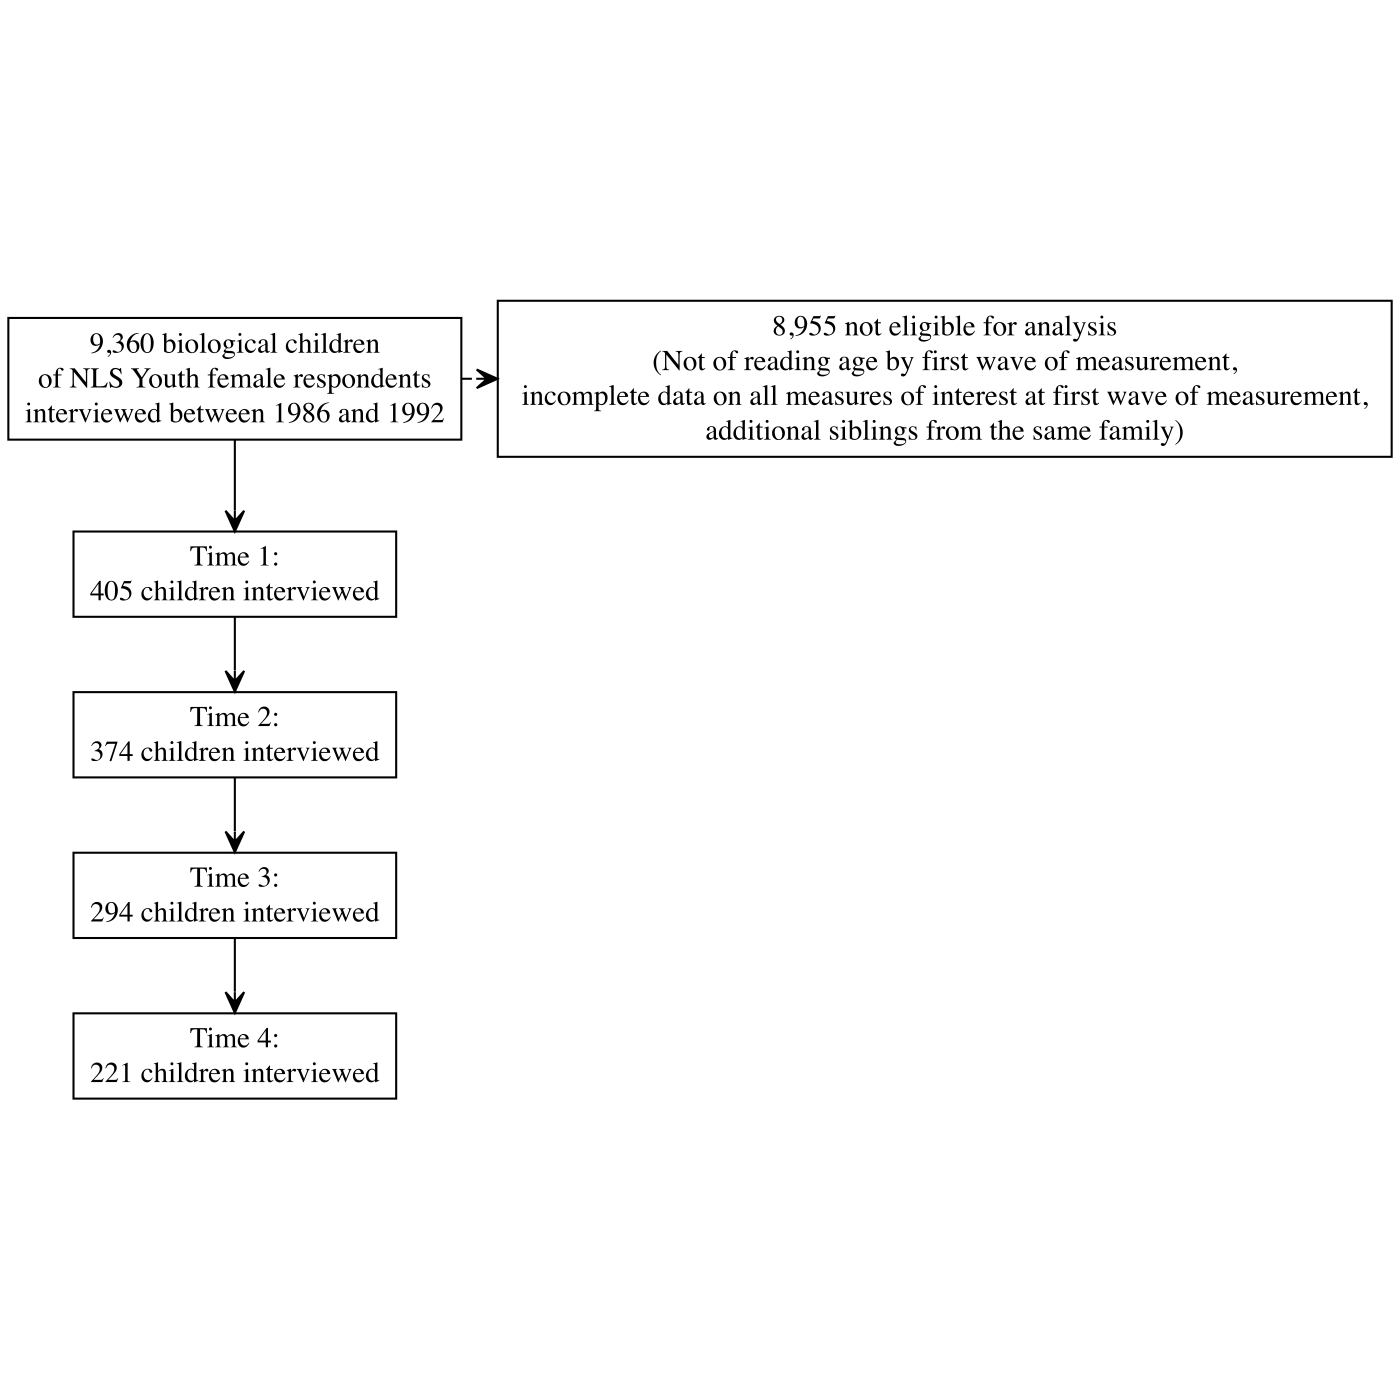 9,360 biological children
of NLS Youth female respondents
interviewed between 1986 and 1992
8,955 not eligible for analysis
(Not of reading age by first wave of measurement,
incomplete data on all measures of interest at first wave of measurement,
additional siblings from the same family)
Time 1:
405 children interviewed
Time 2:
374 children interviewed
Time 3:
294 children interviewed
Time 4:
221 children interviewed